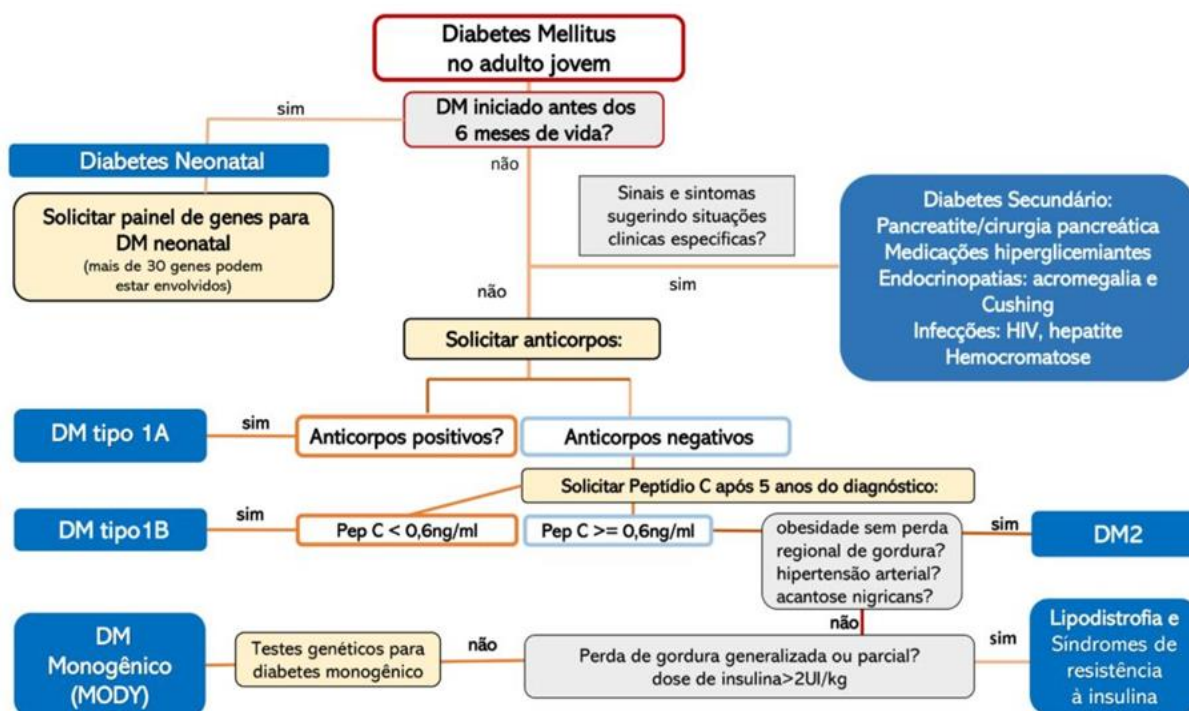 Diabetes Mellitus
no adulto jovem
sim
DM iniciado antes dos
6 meses de vida?
Diabetes Neonatal
não
Solicitar painel de genes para
DM neonatal
(mais de 30 genes podem
estar envolvidos)
Sinais e sintomas
sugerindo situações
clinicas específicas?
Diabetes Secundário:
Pancreatite/cirurgia pancreática
Medicações hiperglicemiantes
Endocrinopatias: acromegalia e
Cushing
Infecções: HIV, hepatite
Hemocromatose
não
sim
Solicitar anticorpos:
DM tipo 1A
sim
Anticorpos positivos?
Anticorpos negativos
Solicitar Peptídio C após 5 anos do diagnóstico:
DM tipo1B
sim
Pep C < 0,6ng/ml
Pep C >= 0,6ng/ml
obesidade sem perda
regional de gordura?
hipertensão arterial?
acantose nigricans?
sim
DM2
não
DM
Monogênico
(MODY)
Testes genéticos para
diabetes monogênico
não
Perda de gordura generalizada ou parcial?
dose de insulina>2UI/kg
sim
Lipodistrofia e
Síndromes de
resistência
à insulina